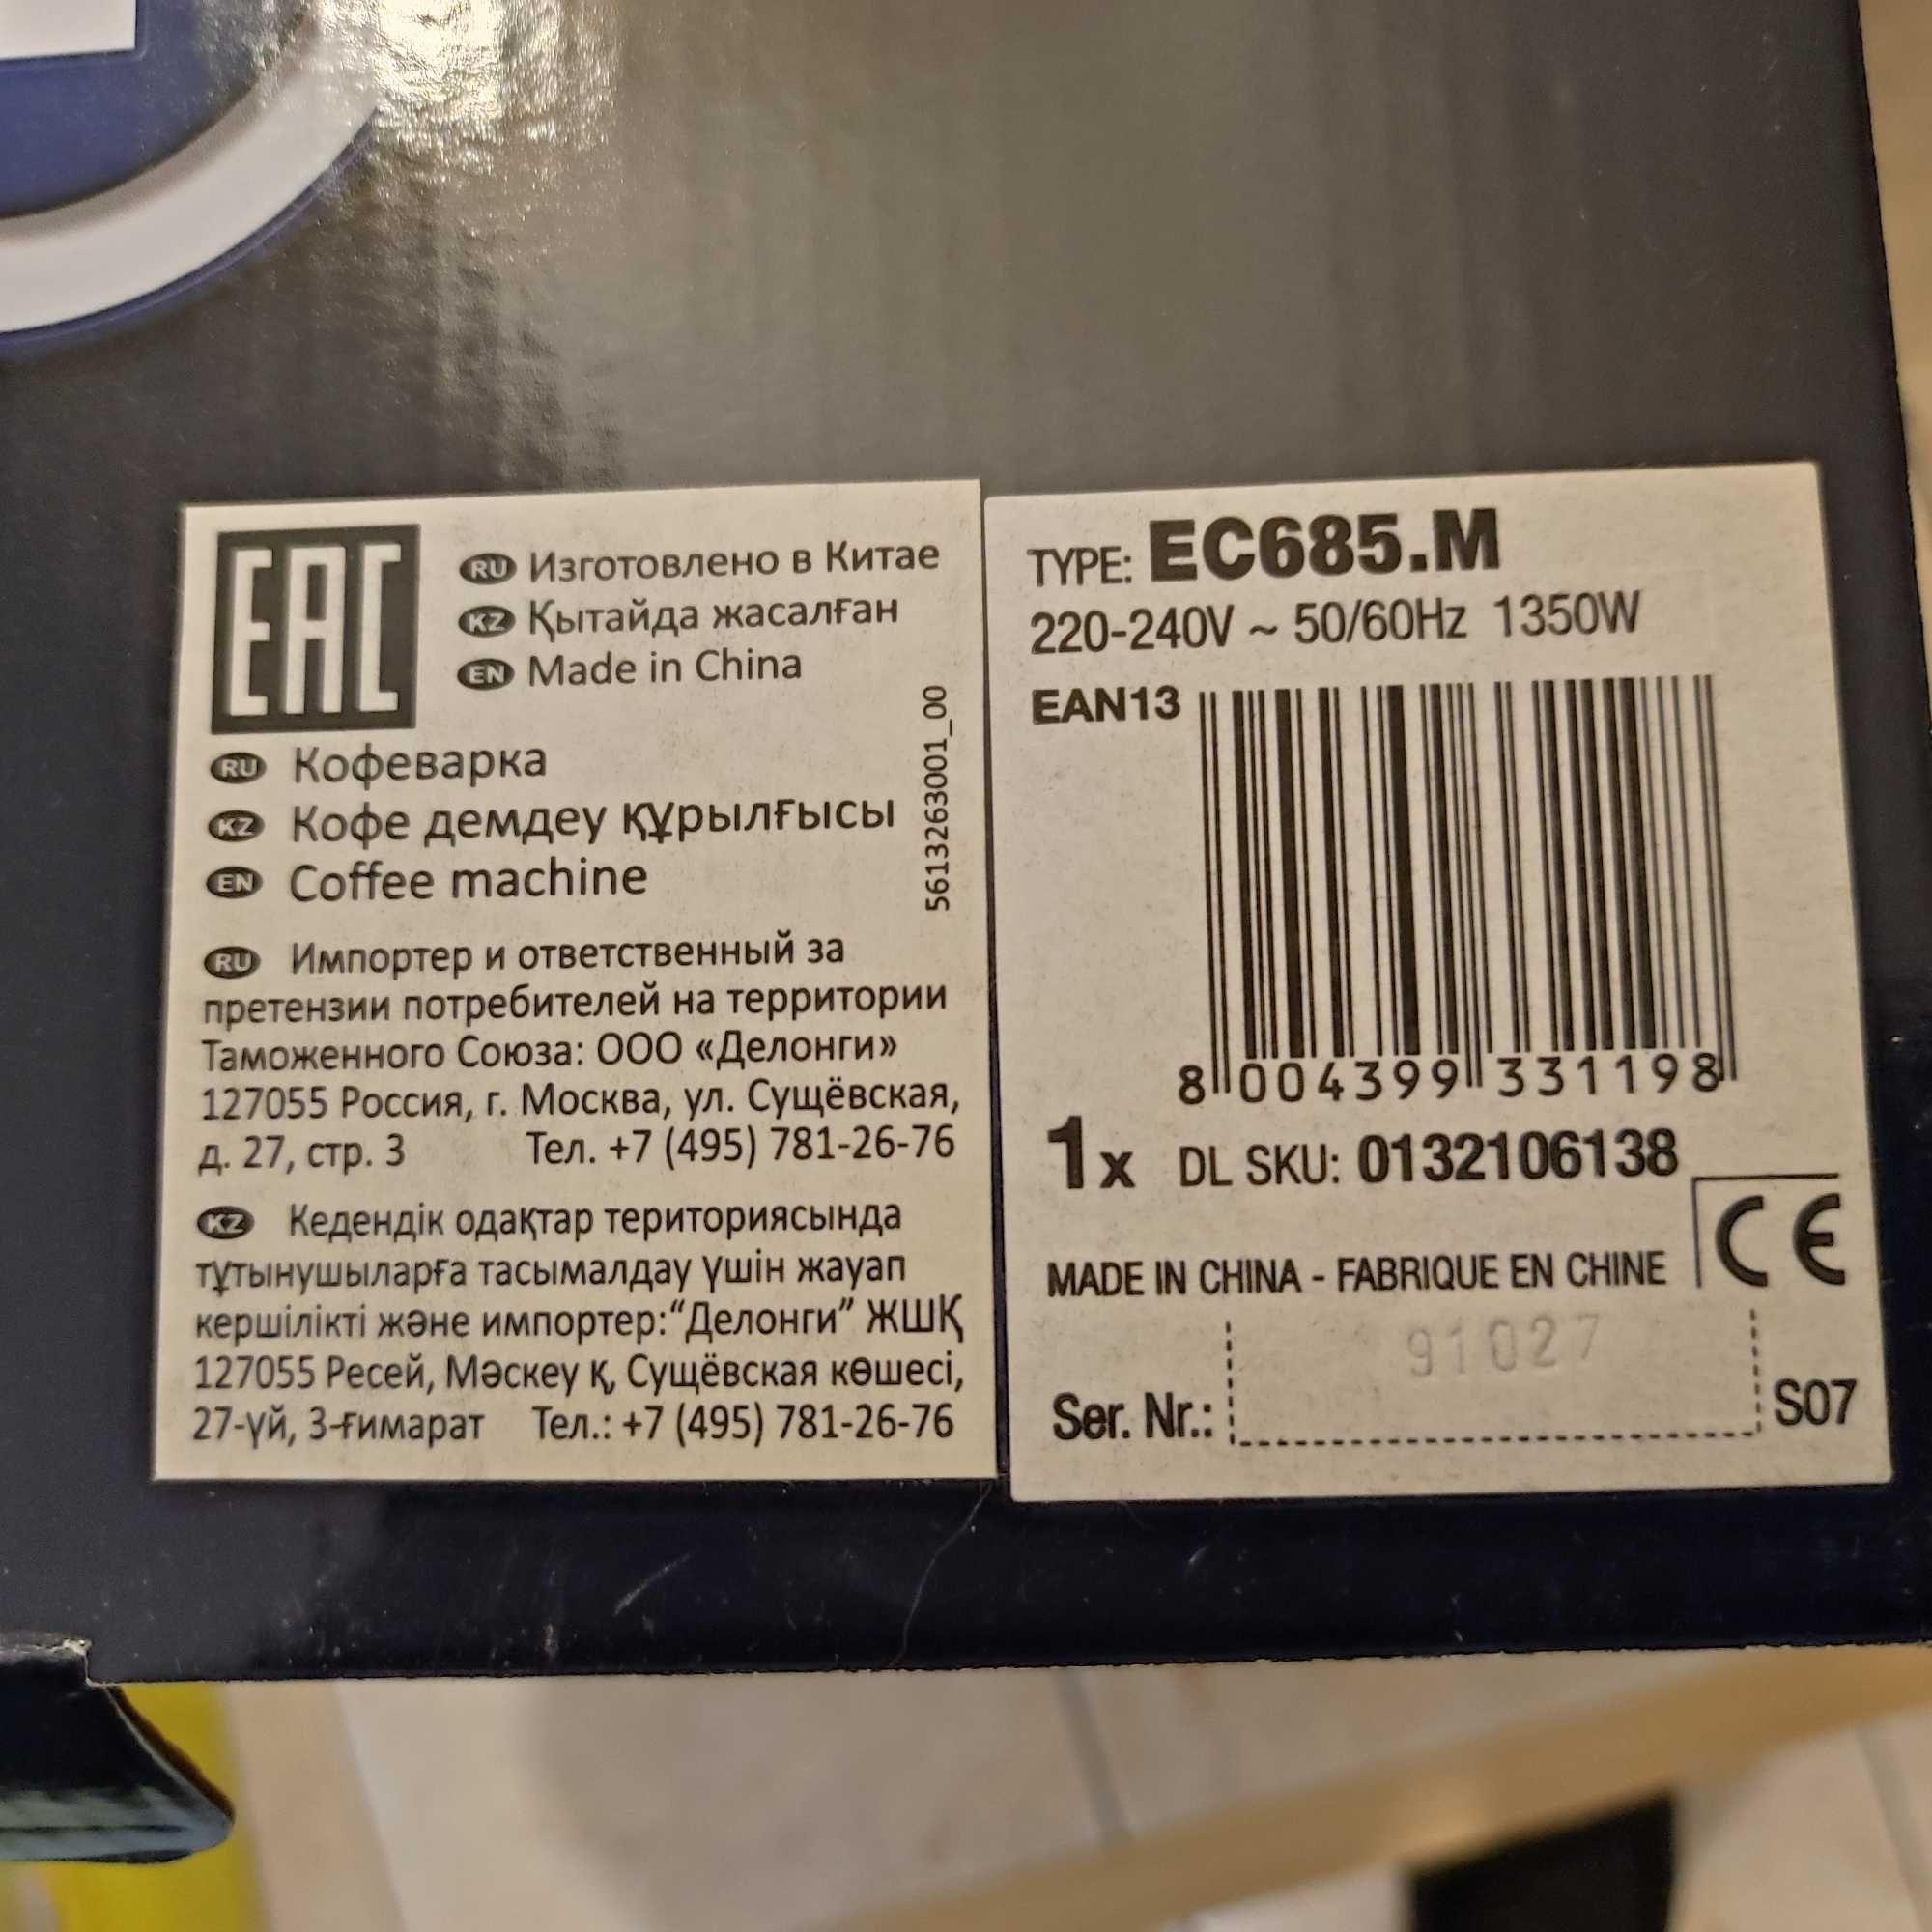 EAC
RU Изготовлено в Китае
KZ Қытайда жасалған
EN Made in China
RU Кофеварка
KZ Кофе демдеу құрылғысы
EN Coffee machine
5613263001_00
RU Импортер и ответственный за
претензии потребителей на территории
Таможенного Союза: ООО «Делонги»
127055 Россия, г. Москва, ул. Сущёвская,
д. 27, стр. 3 Тел. +7 (495) 781-26-76
KZ Кедендік одақтар териториясында
тұтынушыларға тасымалдау үшін жауап
кершілікті және импортер:“Делонги” ЖШҚ
127055 Ресей, Мәскеу қ, Сущёвская көшесі,
27-үй, 3-ғимарат Тел.: +7 (495) 781-26-76
TYPE: EC685.M
220-240V ~ 50/60Hz 1350W
EAN13
8 004399 331198
1x DL SKU: 0132106138
MADE IN CHINA - FABRIQUE EN CHINE CE
91027
Ser. Nr.: S07